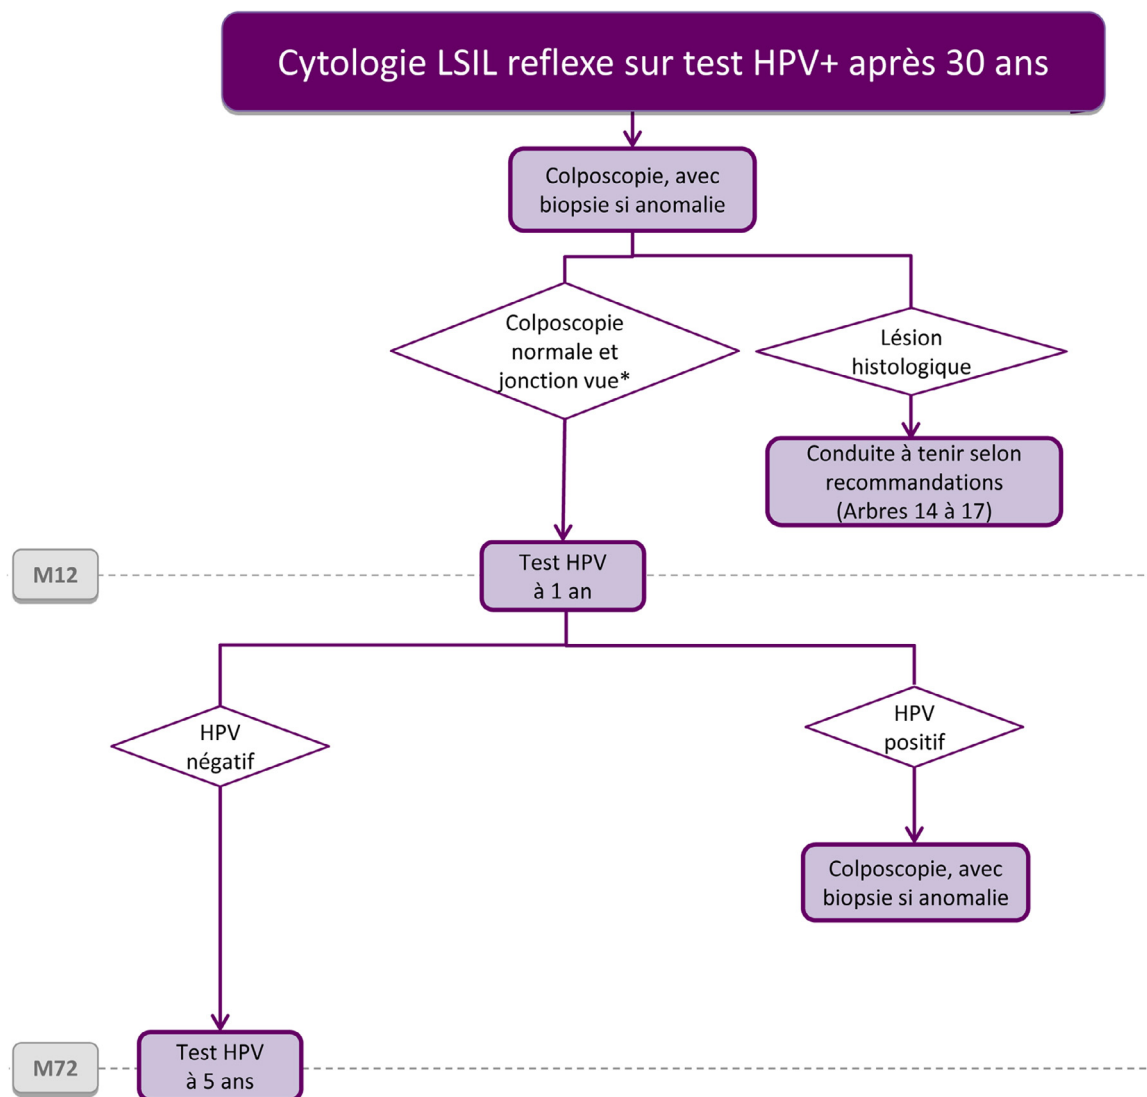 Cytologie LSIL reflexe sur test HPV+ après 30 ans
Colposcopie, avec
biopsie si anomalie
Colposcopie
normale et
jonction vue*
Lésion
histologique
Conduite à tenir selon
recommandations
(Arbres 14 à 17)
M12
Test HPV
à 1 an
HPV
négatif
HPV
positif
Colposcopie, avec
biopsie si anomalie
M72
Test HPV
à 5 ans